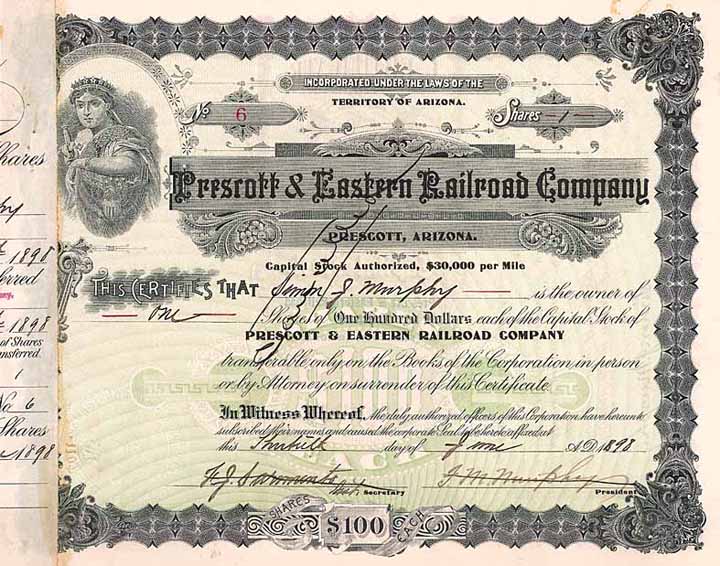 INCORPORATED UNDER THE LAWS OF THE
TERRITORY OF ARIZONA.
No 6
Shares -1-
Prescott & Eastern Railroad Company
PRESCOTT, ARIZONA.
Capital Stock Authorized, $30,000 per Mile
THIS CERTIFIES THAT Simon J. Murphy is the owner of
one Shares of One Hundred Dollars each of the Capital Stock of
PRESCOTT & EASTERN RAILROAD COMPANY
transferable only on the Books of the Corporation in person
or by Attorney on surrender of this Certificate.
In Witness Whereof, the duly authorized officers of this Corporation have hereunto
subscribed their names and caused the corporate Seal to be hereto affixed at
this day of June A.D. 1898
Secretary
F. M. Murphy
President
SHARES $100 EACH
Shares
1898
1898
of Shares
1
No 6
Shares
1898